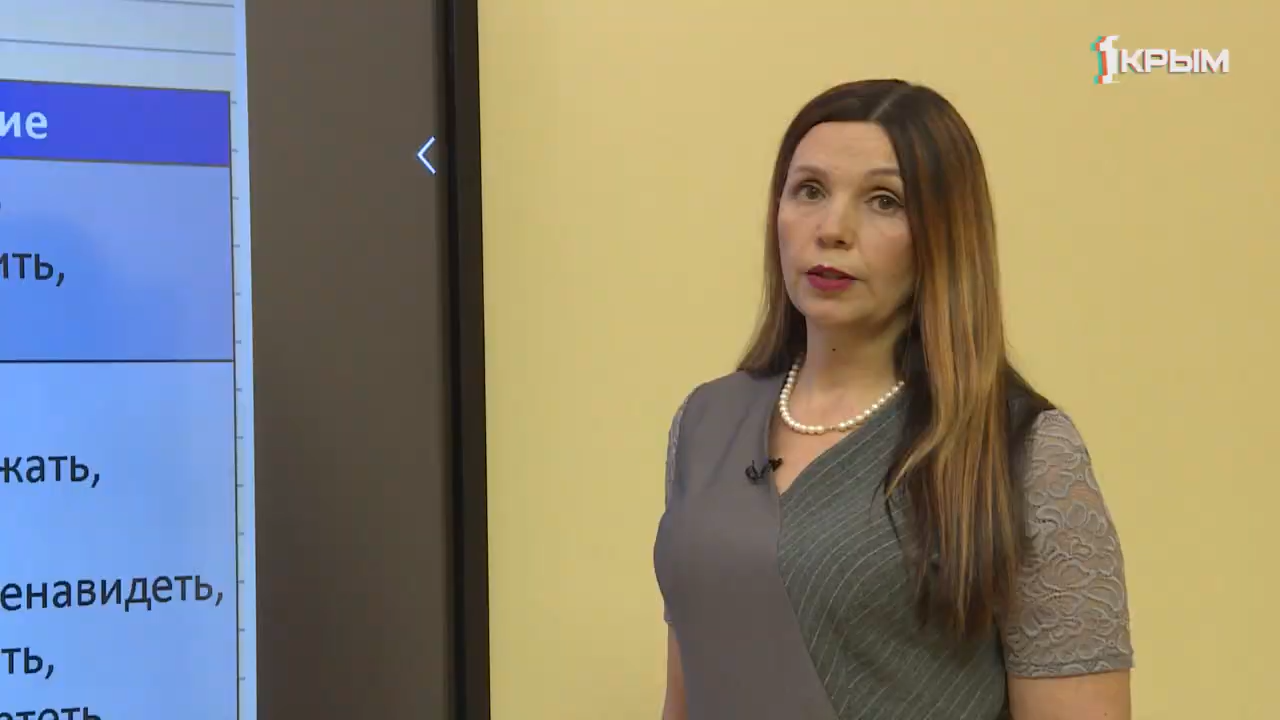 1КРЫМ
ие
ить,
жать,
енавидеть,
ть,